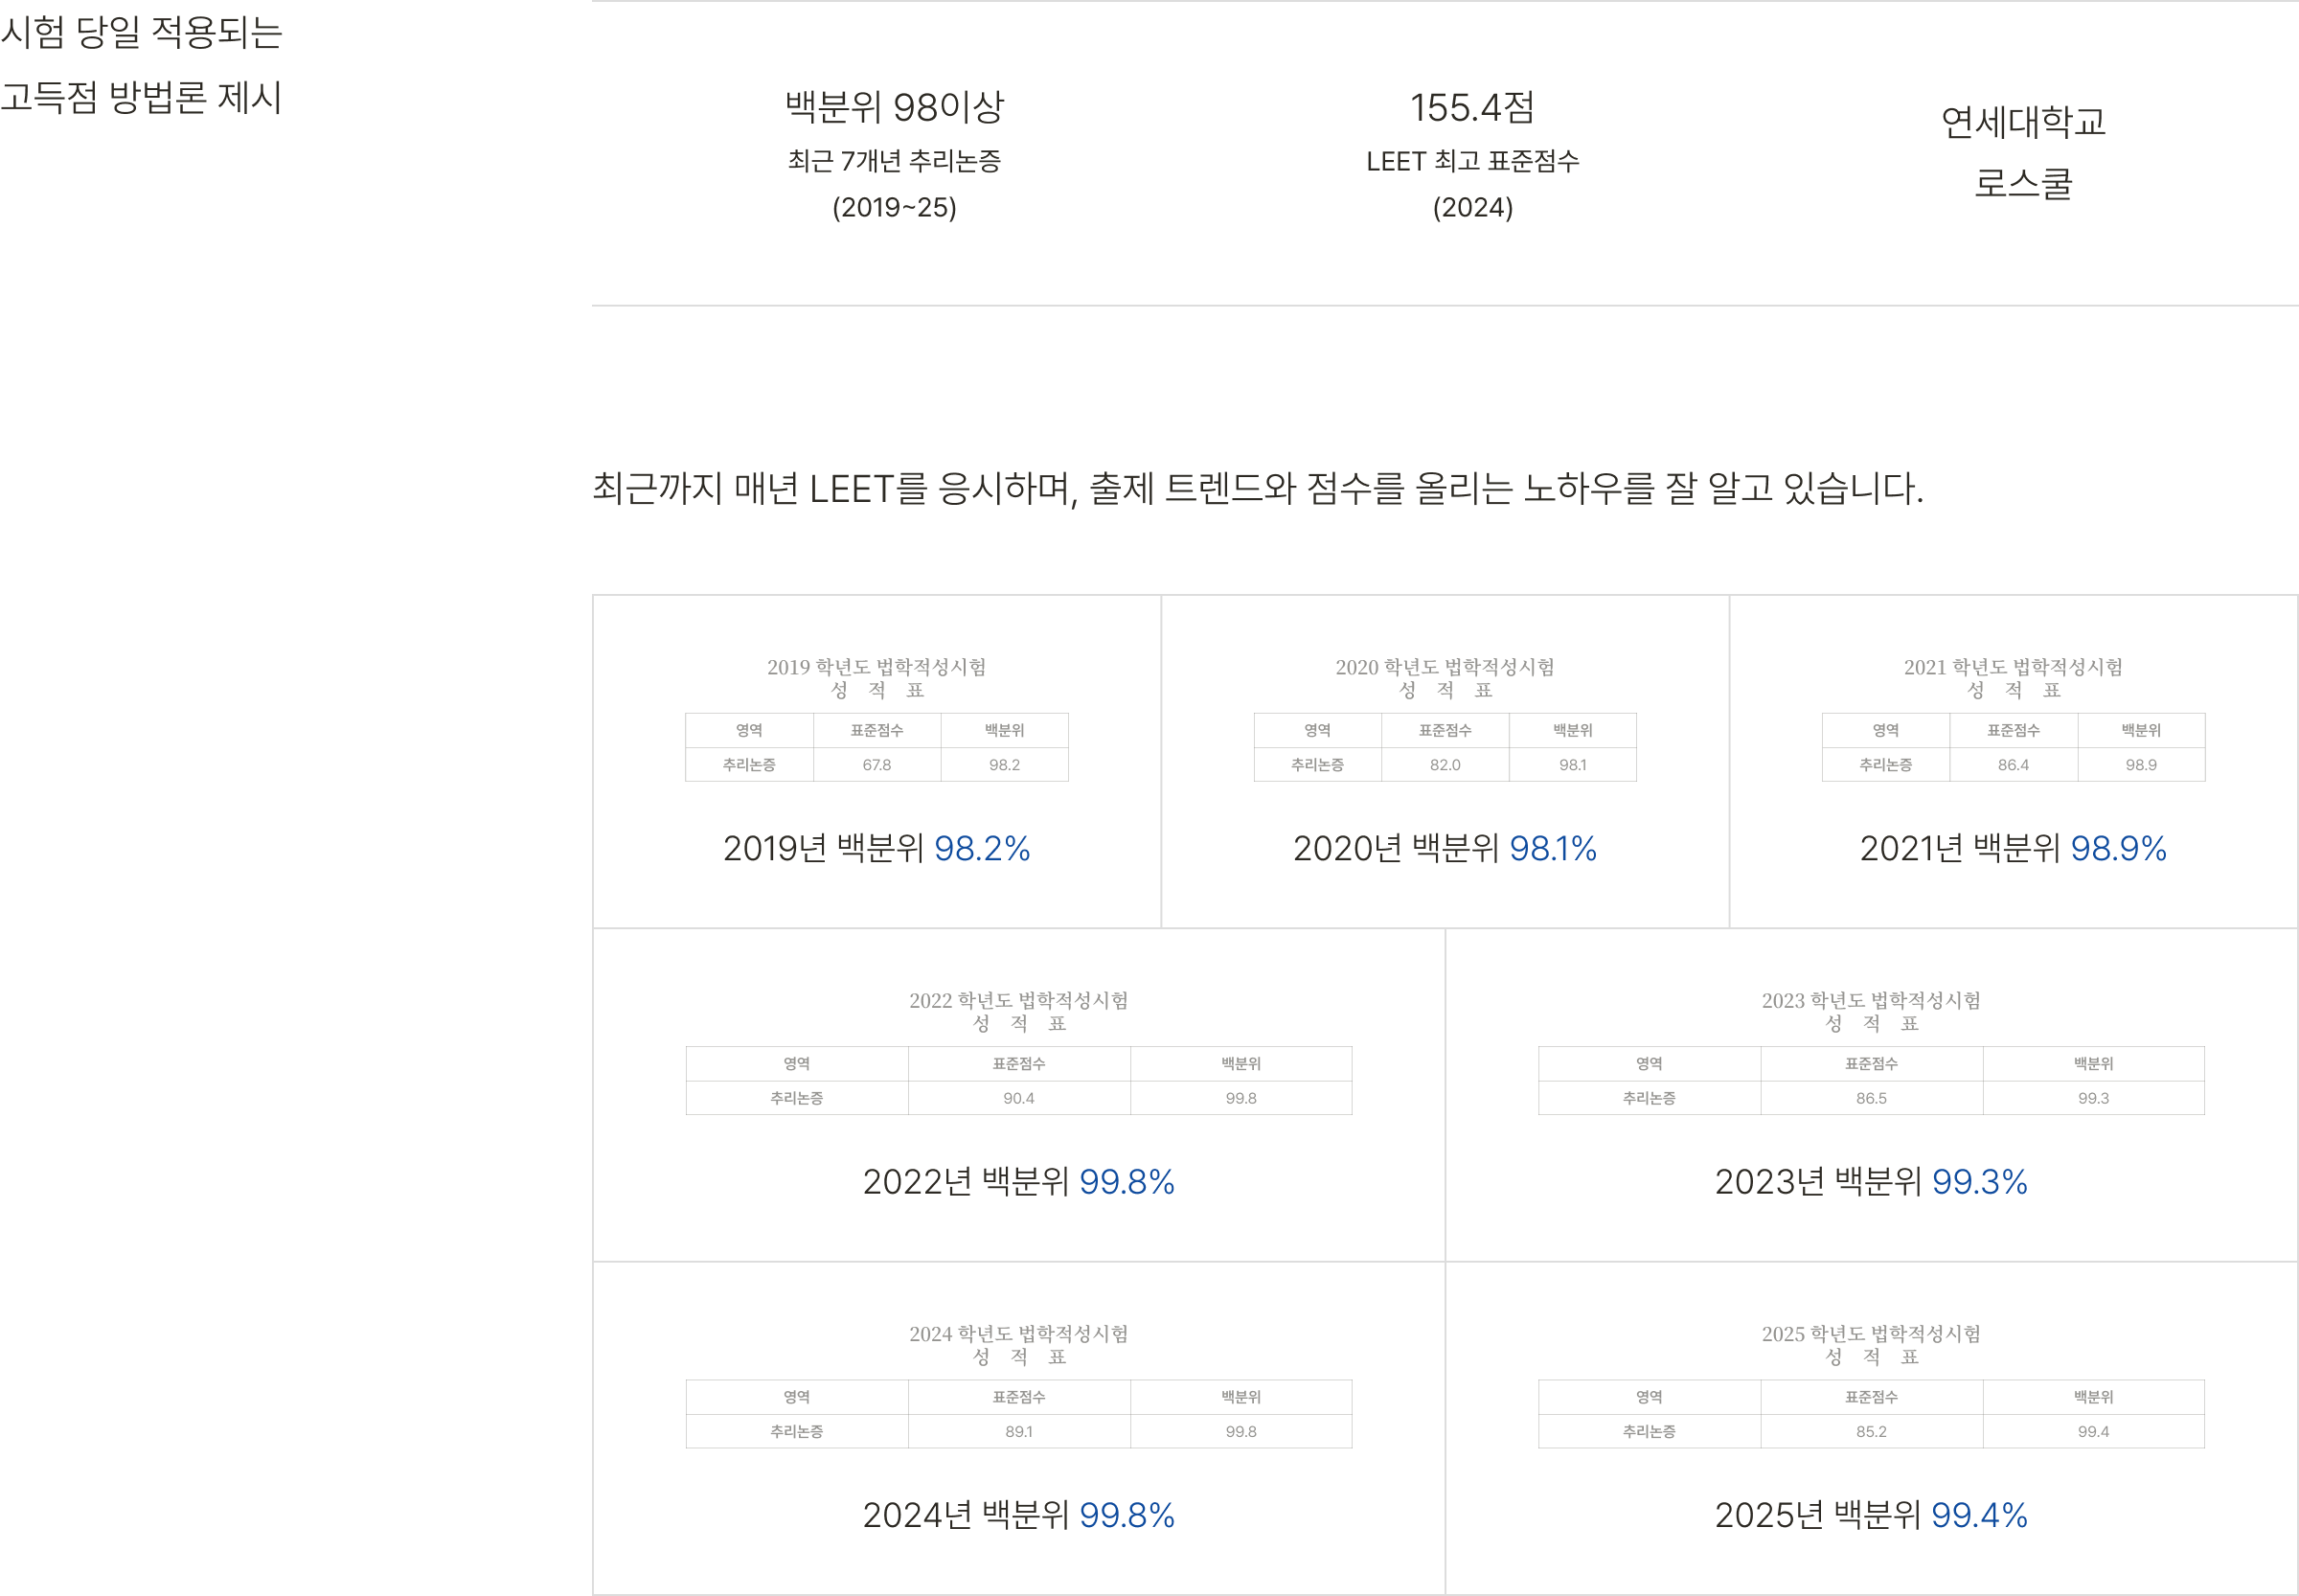 시험 당일 적용되는
고득점 방법론 제시
백분위 98이상
최근 7개년 추리논증
(2019~25)
155.4점
LEET 최고 표준점수
(2024)
연세대학교
로스쿨
최근까지 매년 LEET를 응시하며, 출제 트렌드와 점수를 올리는 노하우를 잘 알고 있습니다.
2019 학년도 법학적성시험
성 적 표
영역 표준점수 백분위
추리논증 67.8 98.2
2019년 백분위 98.2%
2020 학년도 법학적성시험
성 적 표
영역 표준점수 백분위
추리논증 82.0 98.1
2020년 백분위 98.1%
2021 학년도 법학적성시험
성 적 표
영역 표준점수 백분위
추리논증 86.4 98.9
2021년 백분위 98.9%
2022 학년도 법학적성시험
성 적 표
영역 표준점수 백분위
추리논증 90.4 99.8
2022년 백분위 99.8%
2023 학년도 법학적성시험
성 적 표
영역 표준점수 백분위
추리논증 86.5 99.3
2023년 백분위 99.3%
2024 학년도 법학적성시험
성 적 표
영역 표준점수 백분위
추리논증 89.1 99.8
2024년 백분위 99.8%
2025 학년도 법학적성시험
성 적 표
영역 표준점수 백분위
추리논증 85.2 99.4
2025년 백분위 99.4%